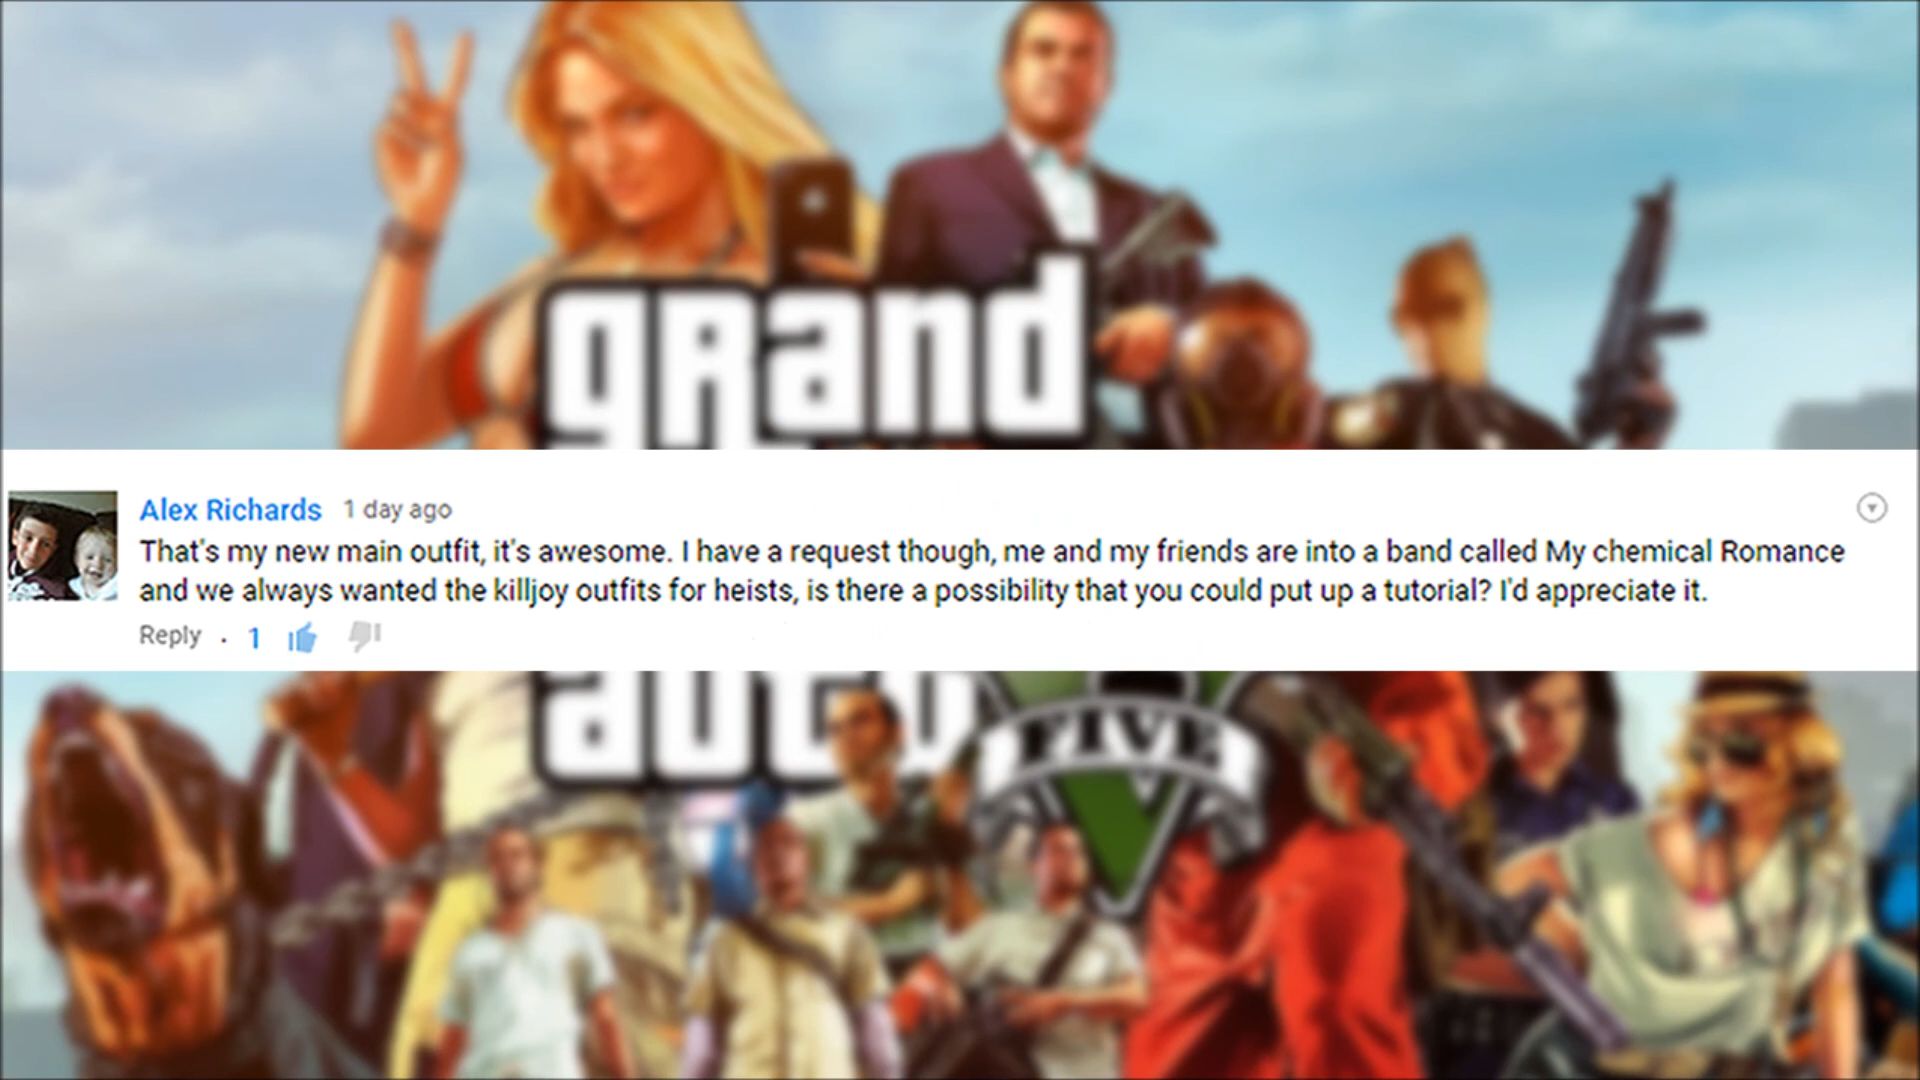 grand
Alex Richards 1 day ago
That's my new main outfit, it's awesome. I have a request though, me and my friends are into a band called My chemical Romance
and we always wanted the killjoy outfits for heists, is there a possibility that you could put up a tutorial? I'd appreciate it.
Reply . 1
auto
FIVE